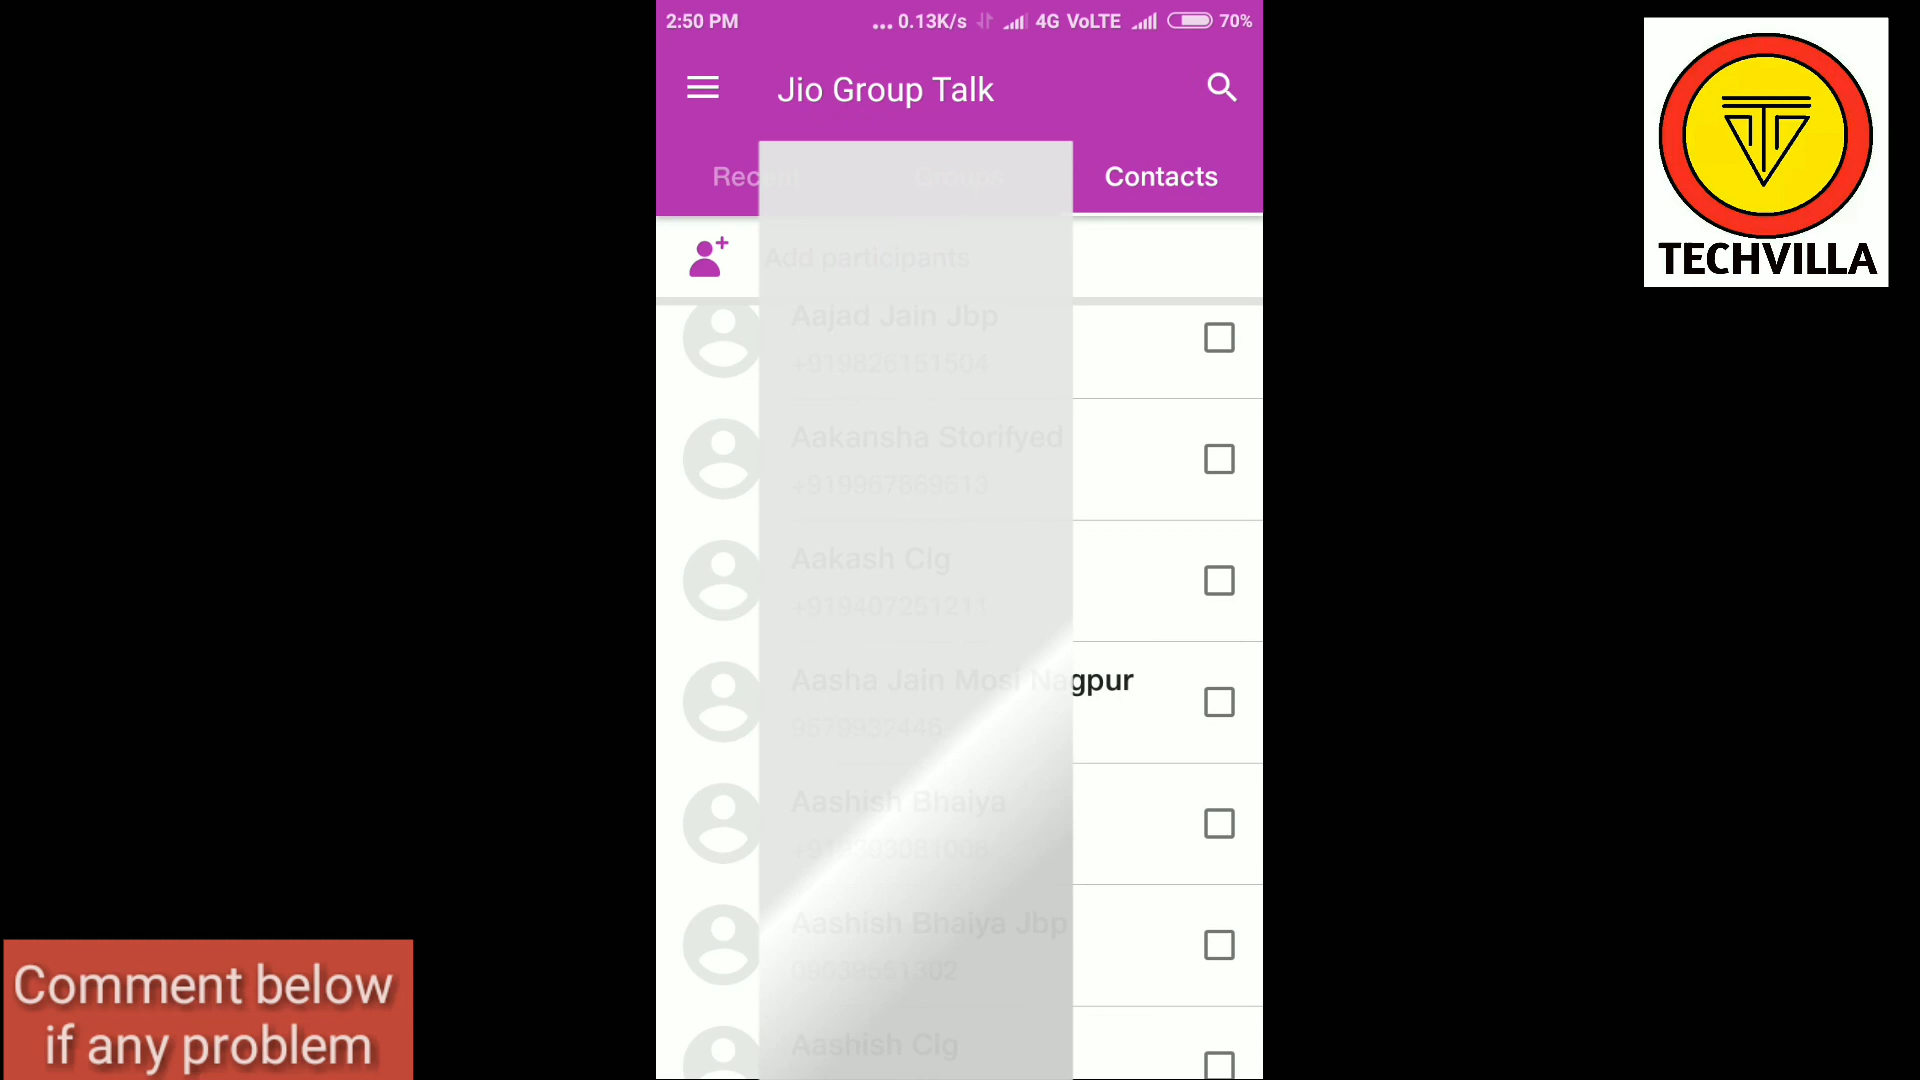 2:50 PM
... 0.13K/s 4G VoLTE 70%
Jio Group Talk
Recent Groups Contacts
Add participants
Aajad Jain Jbp
Aakansha Storifyed
Aakash Clg
Aasha Jain Mosi Nagpur
Aashish Bhaiya
Aashish Bhaiya Jbp
Aashish Clg
TECHVILLA
Comment below
if any problem